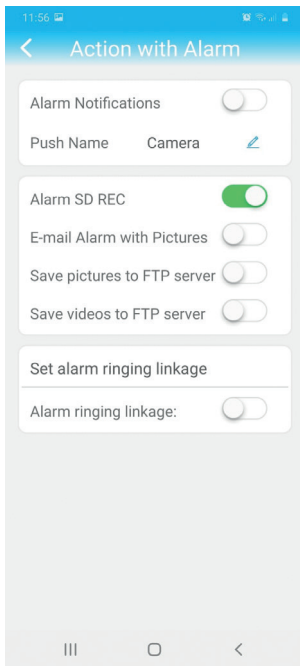 11:56
Action with Alarm
Alarm Notifications
Push Name Camera
Alarm SD REC
E-mail Alarm with Pictures
Save pictures to FTP server
Save videos to FTP server
Set alarm ringing linkage
Alarm ringing linkage: